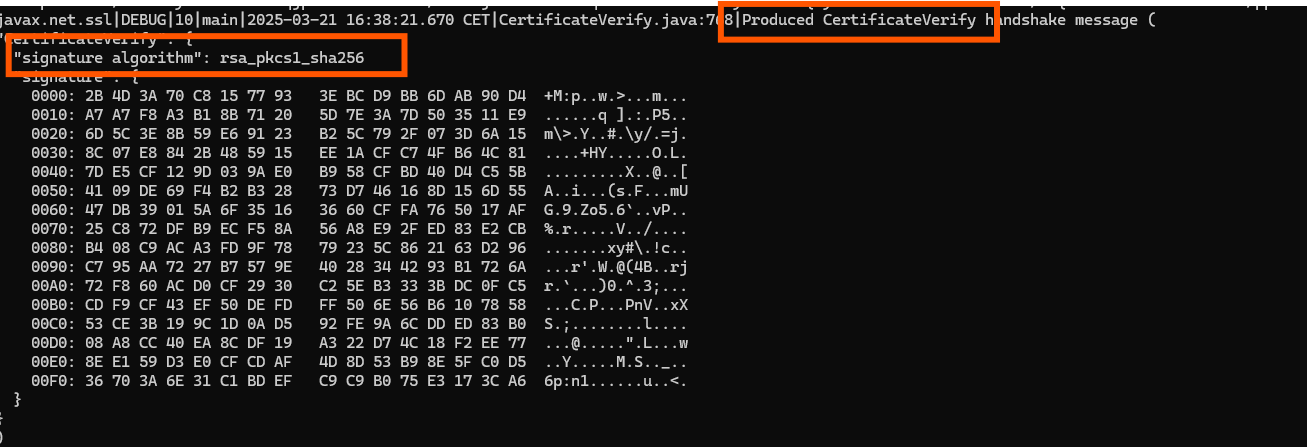 javax.net.ssl|DEBUG|10|main|2025-03-21 16:38:21.670 CET|CertificateVerify.java:768|Produced CertificateVerify handshake message (
"CertificateVerify": {
"signature algorithm": rsa_pkcs1_sha256
"signature": {
0000: 2B 4D 3A 70 C8 15 77 93 3E BC D9 BB 6D AB 90 D4 +M:p..w.>...m...
0010: A7 A7 F8 A3 B1 8B 71 20 5D 7E 3A 7D 50 35 11 E9 ......q ].:.P5..
0020: 6D 5C 3E 8B 59 E6 91 23 B2 5C 79 2F 07 3D 6A 15 m\>.Y..#.\y/.=j.
0030: 8C 07 E8 84 2B 48 59 15 EE 1A CF C7 4F B6 4C 81 ....+HY.....O.L.
0040: 7D E5 CF 12 9D 03 9A E0 B9 58 CF BD 40 D4 C5 5B .........X..@..[
0050: 41 09 DE 69 F4 B2 B3 28 73 D7 46 16 8D 15 6D 55 A..i...(s.F...mU
0060: 47 DB 39 01 5A 6F 35 16 36 60 CF FA 76 50 17 AF G.9.Zo5.6`..vP..
0070: 25 C8 72 DF B9 EC F5 8A 56 A8 E9 2F ED 83 E2 CB %.r.....V../....
0080: B4 08 C9 AC A3 FD 9F 78 79 23 5C 86 21 63 D2 96 .......xy#\.!c..
0090: C7 95 AA 72 27 B7 57 9E 40 28 34 42 93 B1 72 6A ...r'.W.@(4B..rj
00A0: 72 F8 60 AC D0 CF 29 30 C2 5E B3 33 3B DC 0F C5 r.`...)0.^.3;...
00B0: CD F9 CF 43 EF 50 DE FD FF 50 6E 56 B6 10 78 58 ...C.P...PnV..xX
00C0: 53 CE 3B 19 9C 1D 0A D5 92 FE 9A 6C DD ED 83 B0 S.;........l....
00D0: 08 A8 CC 40 EA 8C DF 19 A3 22 D7 4C 18 F2 EE 77 ...@.....".L...w
00E0: 8E E1 59 D3 E0 CF CD AF 4D 8D 53 B9 8E 5F C0 D5 ..Y.....M.S.._..
00F0: 36 70 3A 6E 31 C1 BD EF C9 C9 B0 75 E3 17 3C A6 6p:n1......u..<.
}
}
)